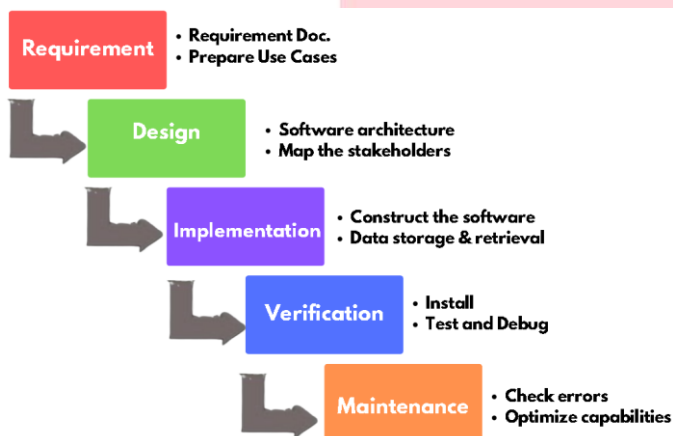 Requirement
• Requirement Doc.
• Prepare Use Cases
Design
• Software architecture
• Map the stakeholders
Implementation
• Construct the software
• Data storage & retrieval
Verification
• Install
• Test and Debug
Maintenance
• Check errors
• Optimize capabilities